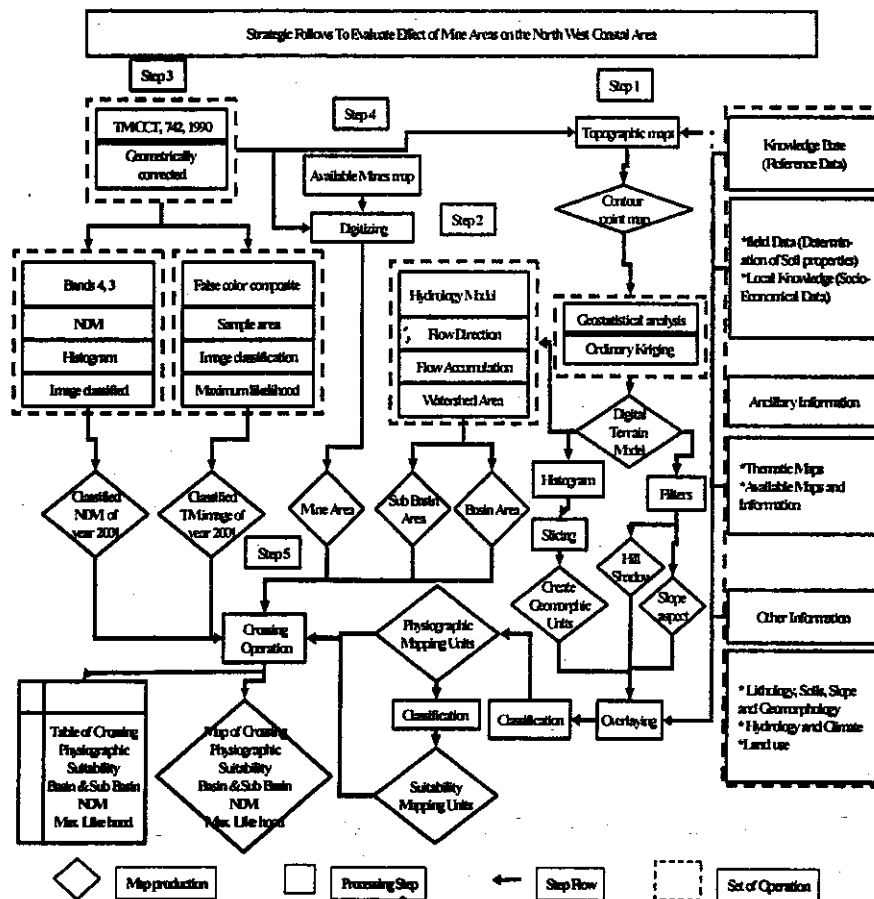 Strategic Follows To Evaluate Effect of Mine Areas on the North West Coastal Area
Step 3
Step 4
Step 1
TM CCT, 742, 1990
Geometrically
corrected
Available Mines map
Digitizing
Step 2
Topographic maps
Contour
point map
Knowledge Base
(Reference Data)
*field Data (Determin-
ation of Soil properties)
*Local Knowledge (Socio-
Economical Data)
Ancillary Information
*Thematic Maps
*Available Maps and
Information
Other Information
* Lithology, Soils, Slope
and Geomorphology
* Hydrology and Climate
*Land use
Bands 4, 3
NDVI
Histogram
Image classified
False color composite
Sample area
Image classification
Maximum likelihood
Hydrology Model
Flow Direction
Flow Accumulation
Watershed Area
Geostatistical analysis
Ordinary Kriging
Digital
Terrain
Model
Histogram
Filters
Slicing
Hill
Shadow
Slope
aspect
Create
Geomorphic
Units
Classified
NDVI of
year 2001
Classified
TM image of
year 2001
Mine Area
Sub Basin
Area
Basin Area
Step 5
Crossing
Operation
Physiographic
Mapping Units
Classification
Classification
Overlaying
Suitability
Mapping Units
Table of Crossing
Physiographic
Suitability
Basin & Sub Basin
NDVI
Max. Like hood
Map of Crossing
Physiographic
Suitability
Basin & Sub Basin
NDVI
Max. Like hood
Map production
Processing Step
Step Flow
Set of Operation